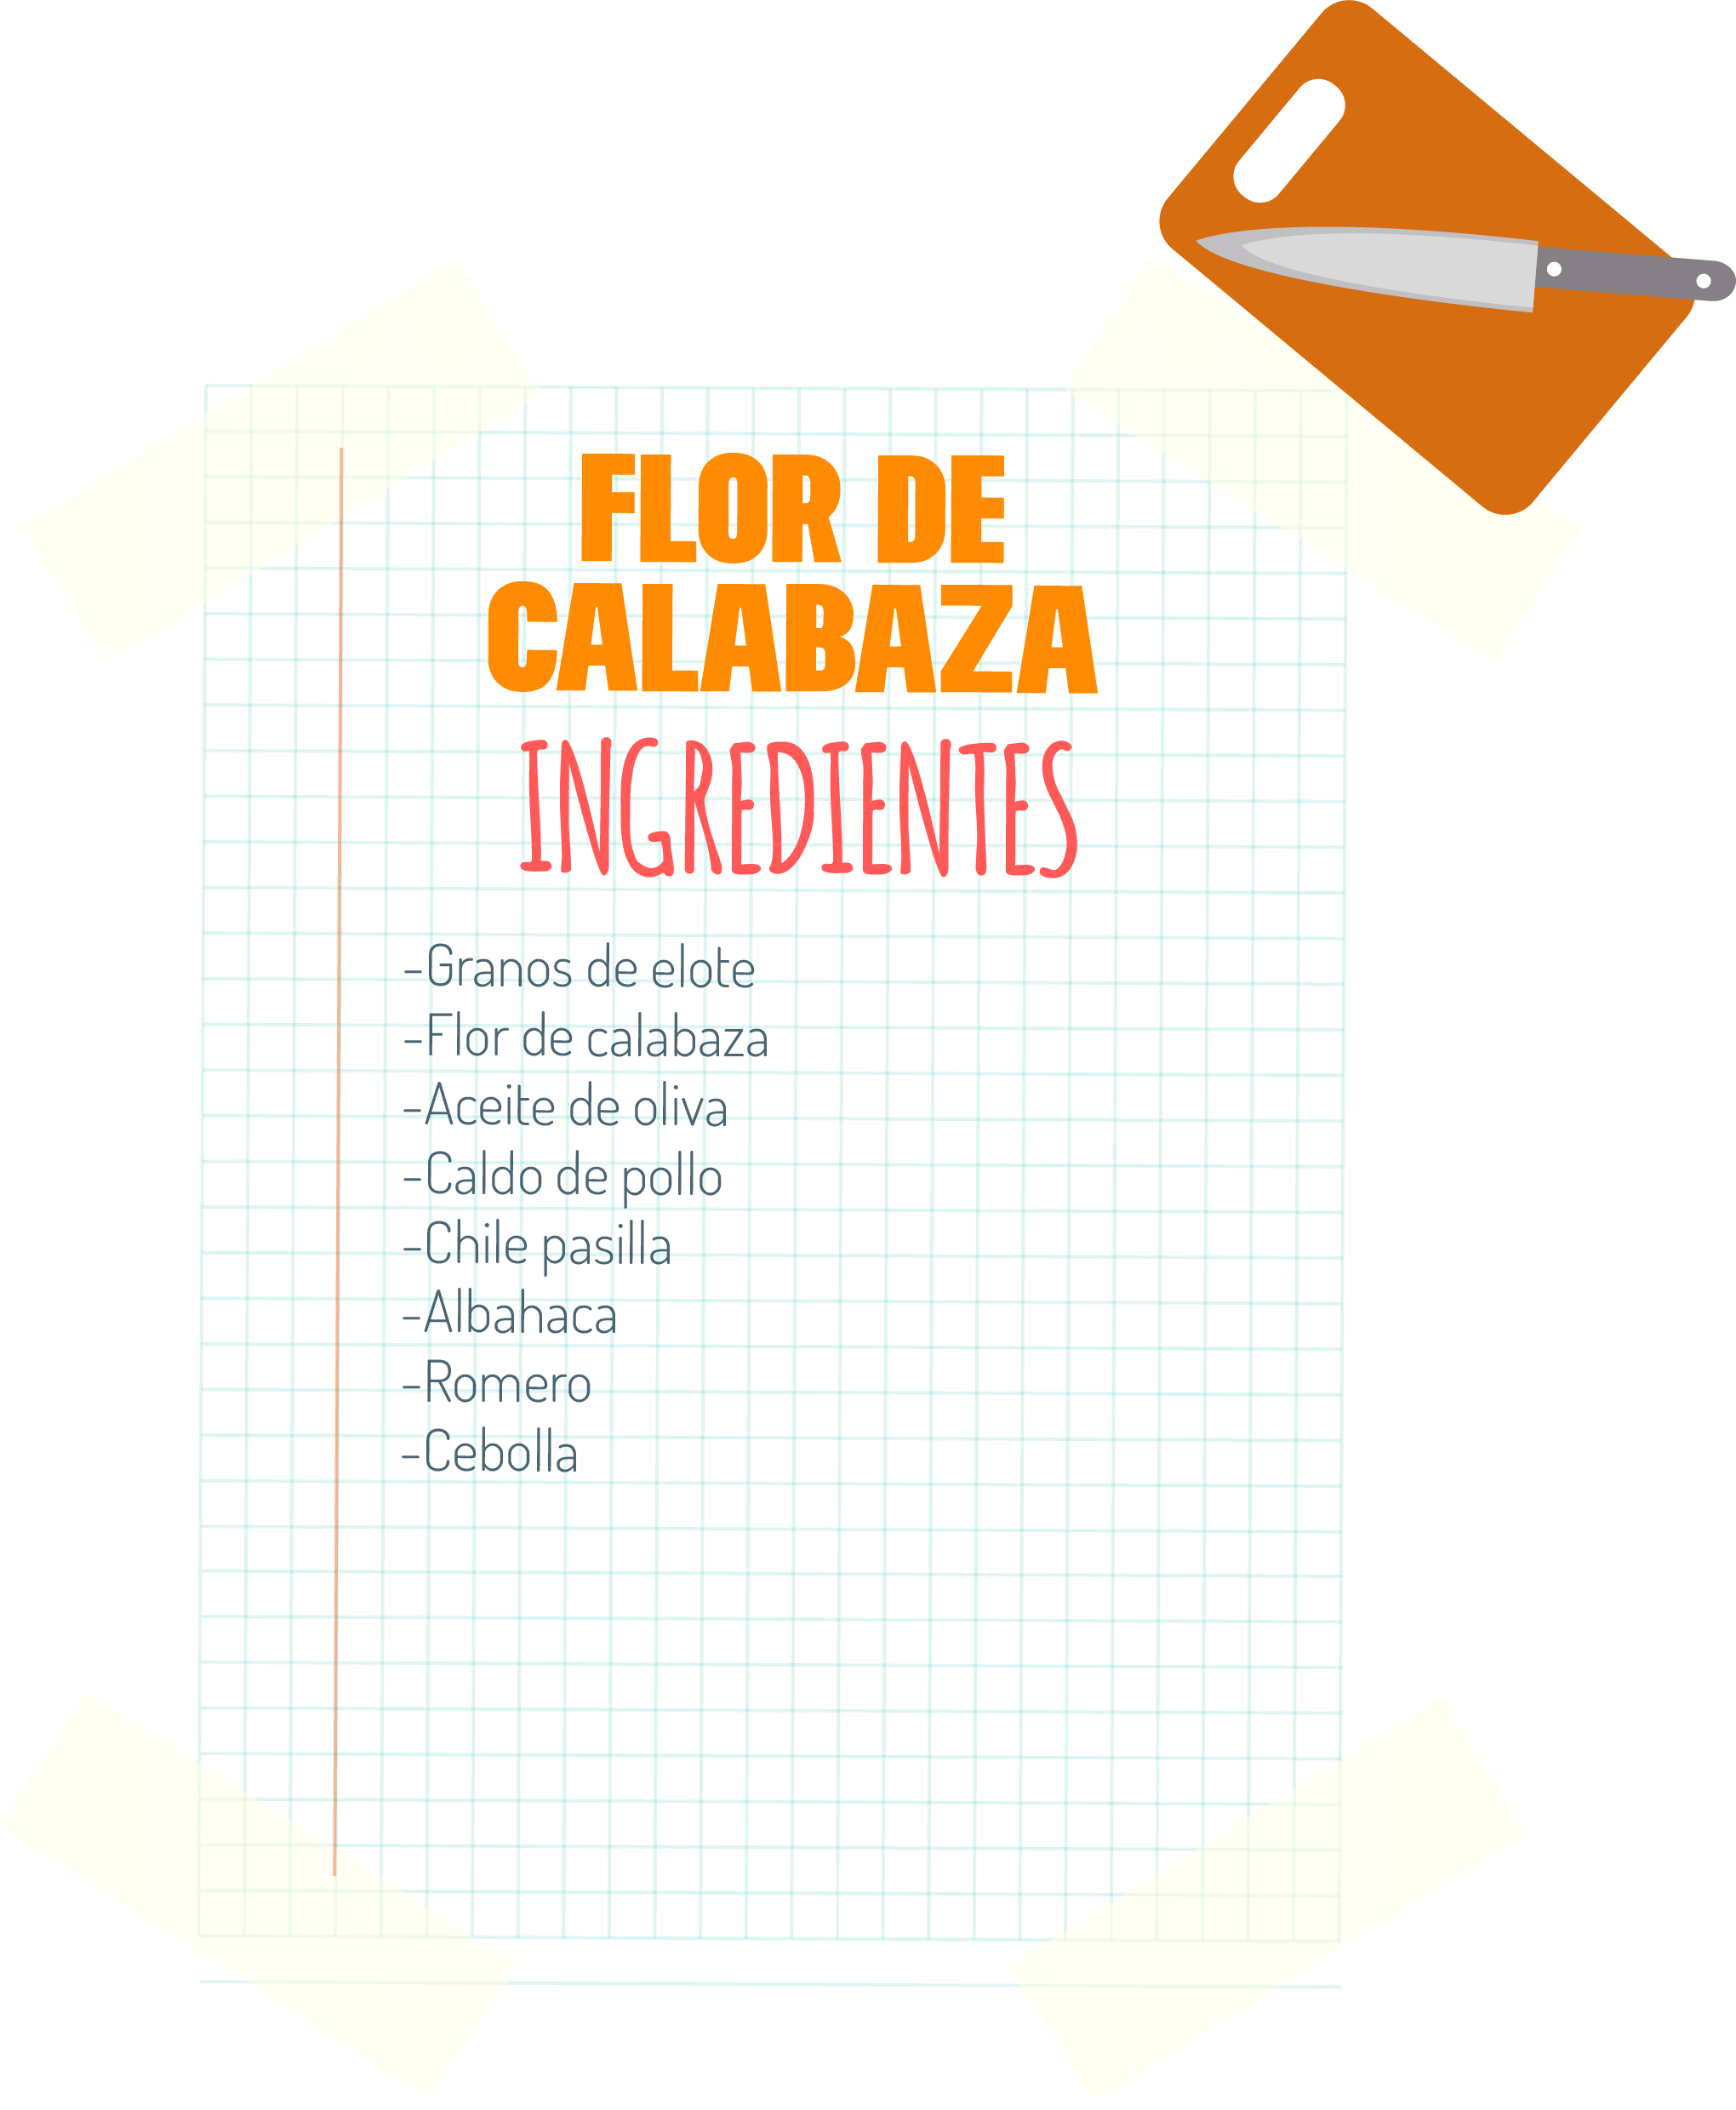 FLOR DE
CALABAZA
INGREDIENTES
-Granos de elote
-Flor de calabaza
-Aceite de oliva
-Caldo de pollo
-Chile pasilla
-Albahaca
-Romero
-Cebolla